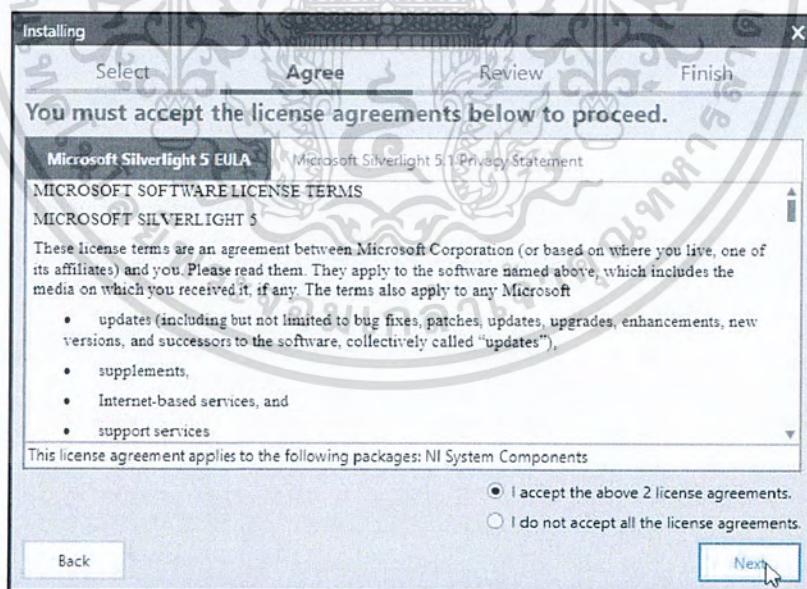 Installing
Select Agree Review Finish
You must accept the license agreements below to proceed.
Microsoft Silverlight 5 EULA Microsoft Silverlight 5.1 Privacy Statement
MICROSOFT SOFTWARE LICENSE TERMS
MICROSOFT SILVERLIGHT 5
These license terms are an agreement between Microsoft Corporation (or based on where you live, one of
its affiliates) and you. Please read them. They apply to the software named above, which includes the
media on which you received it, if any. The terms also apply to any Microsoft
• updates (including but not limited to bug fixes, patches, updates, upgrades, enhancements, new
versions, and successors to the software, collectively called “updates”),
• supplements,
• Internet-based services, and
• support services
This license agreement applies to the following packages: NI System Components
I accept the above 2 license agreements.
I do not accept all the license agreements.
Back Next